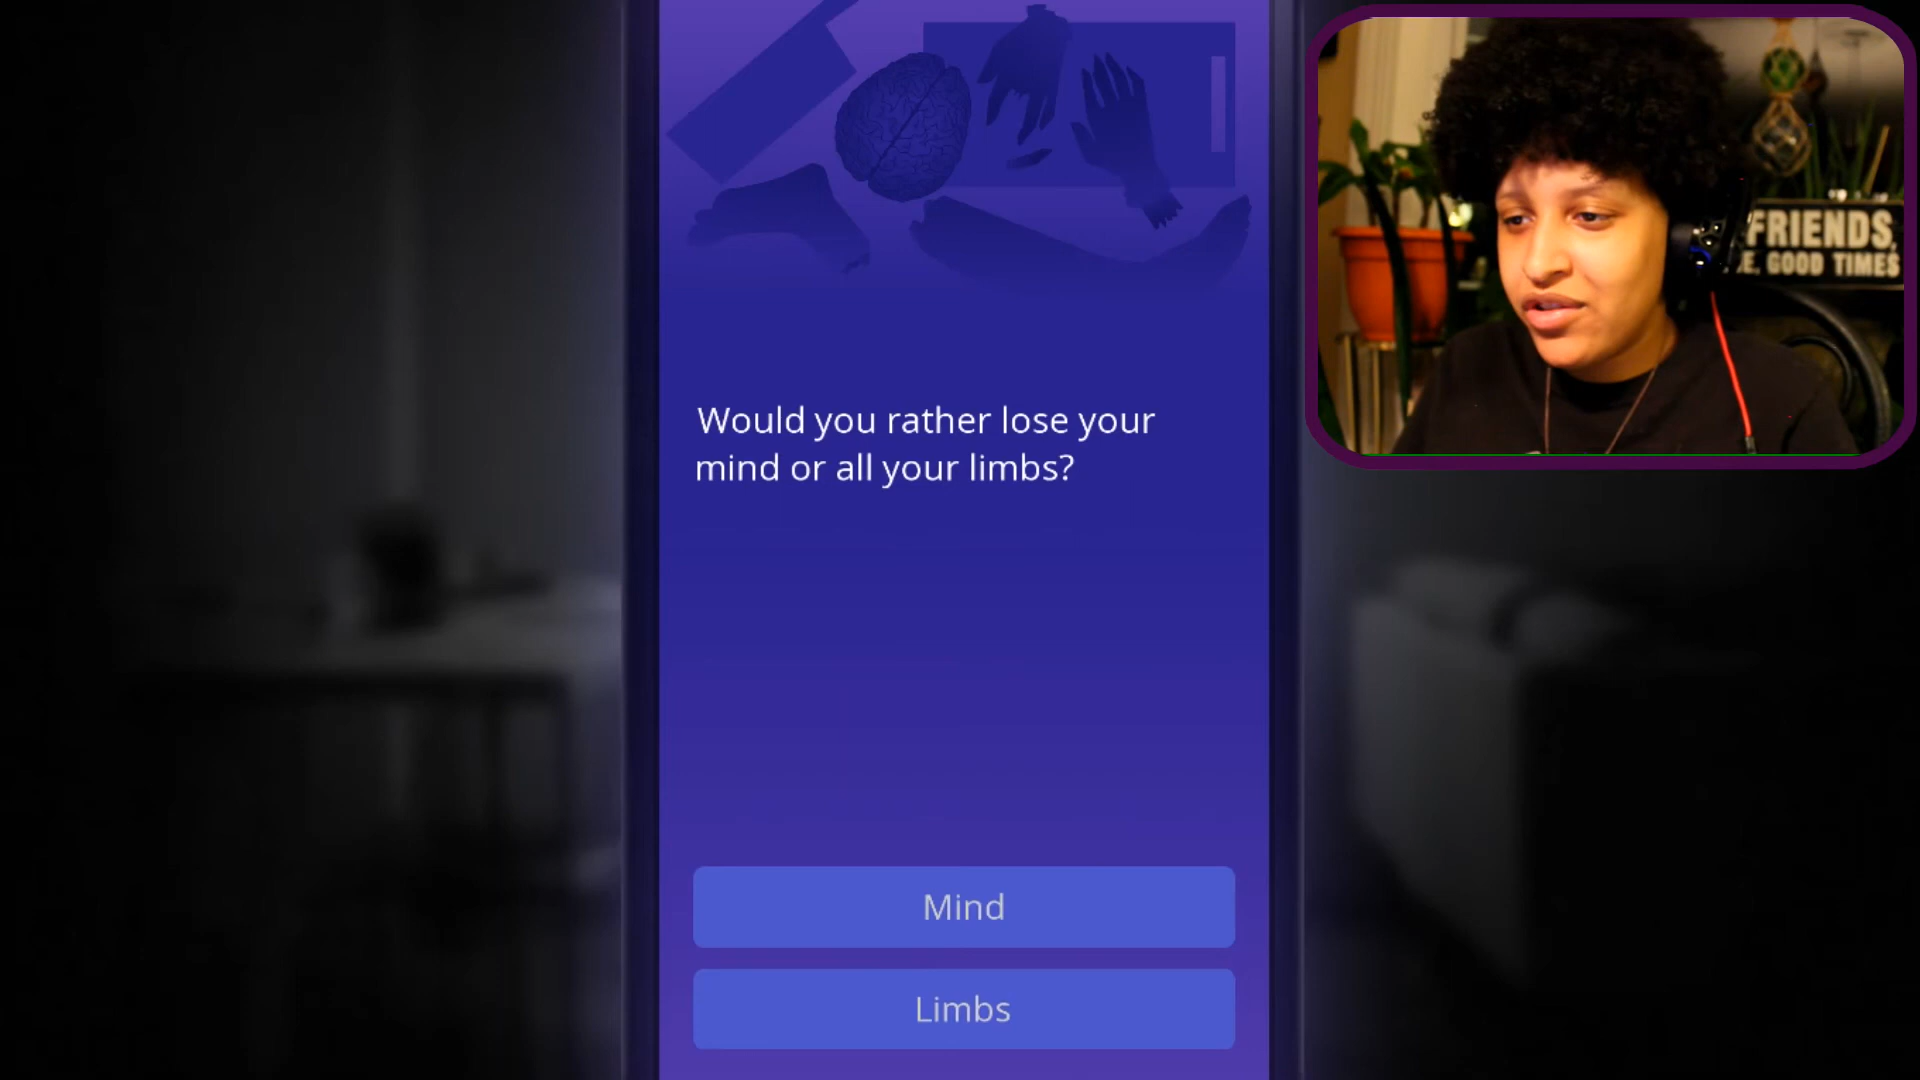 Would you rather lose your
mind or all your limbs?
Mind
Limbs
FRIENDS,
GOOD TIMES